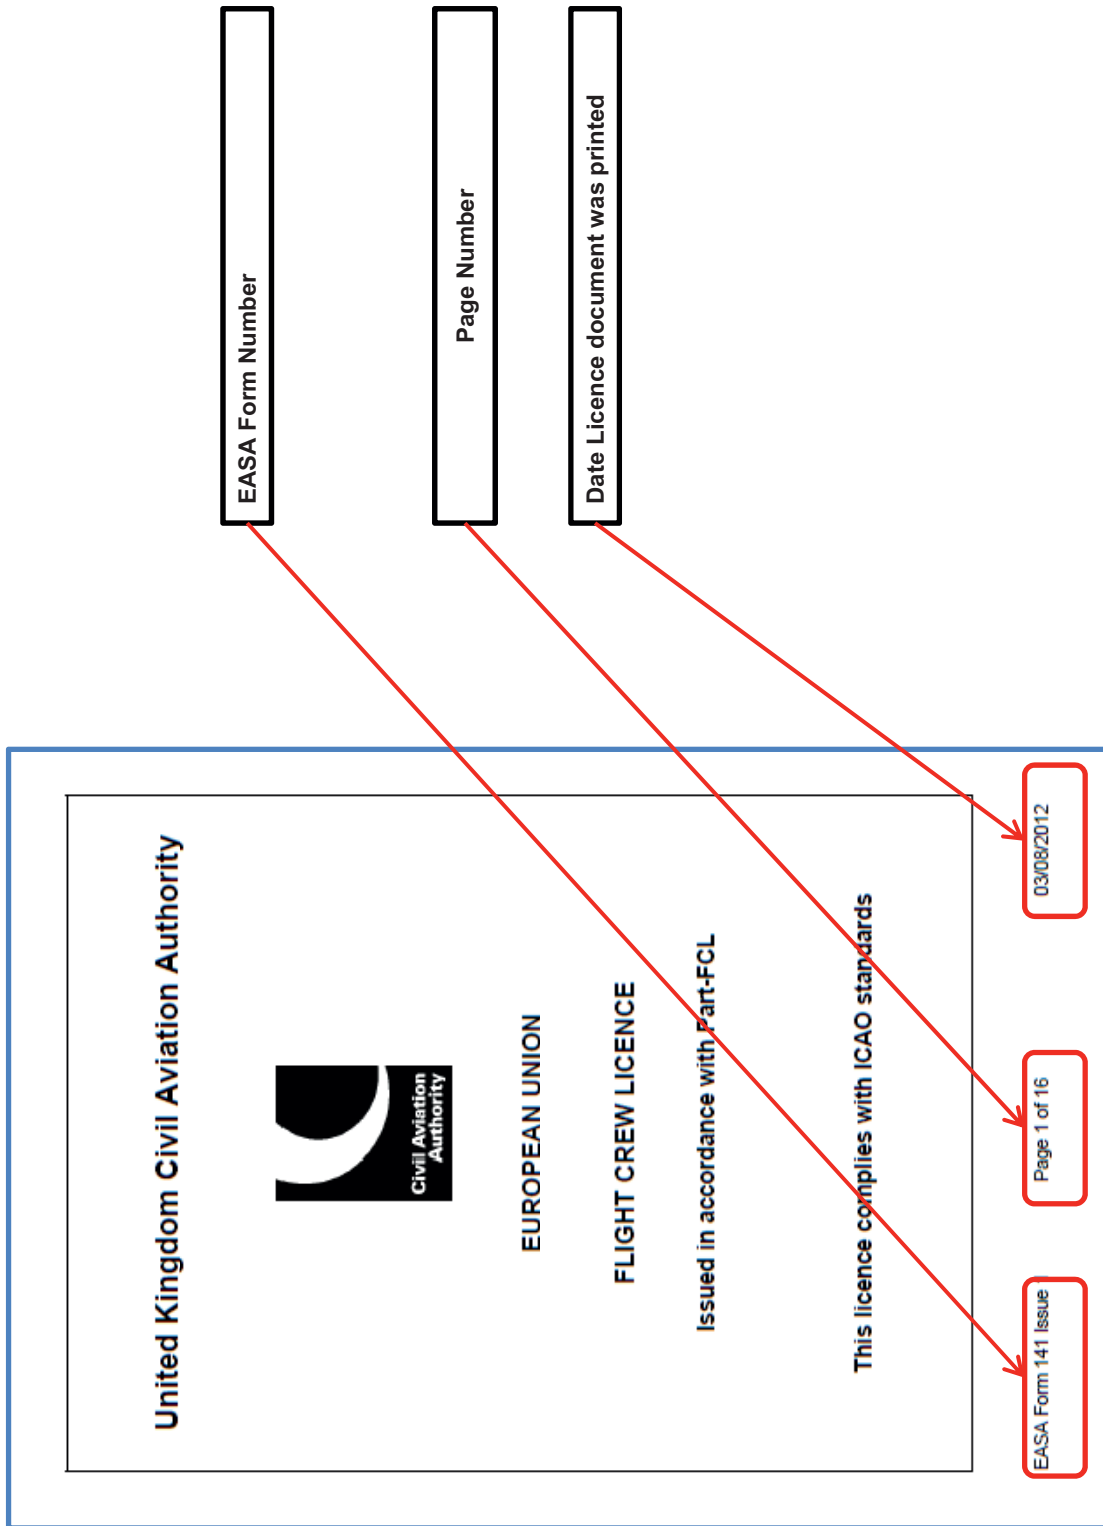 United Kingdom Civil Aviation Authority
Civil Aviation
Authority
EUROPEAN UNION
FLIGHT CREW LICENCE
Issued in accordance with Part-FCL
This licence complies with ICAO standards
EASA Form 141 Issue 1
Page 1 of 16
03/08/2012
EASA Form Number
Page Number
Date Licence document was printed